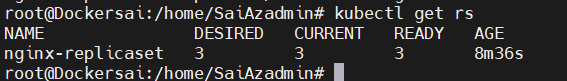 root@Dockersai:/home/SaiAzadmin# kubectl get rs
NAME DESIRED CURRENT READY AGE
nginx-replicaset 3 3 3 8m36s
root@Dockersai:/home/SaiAzadmin#